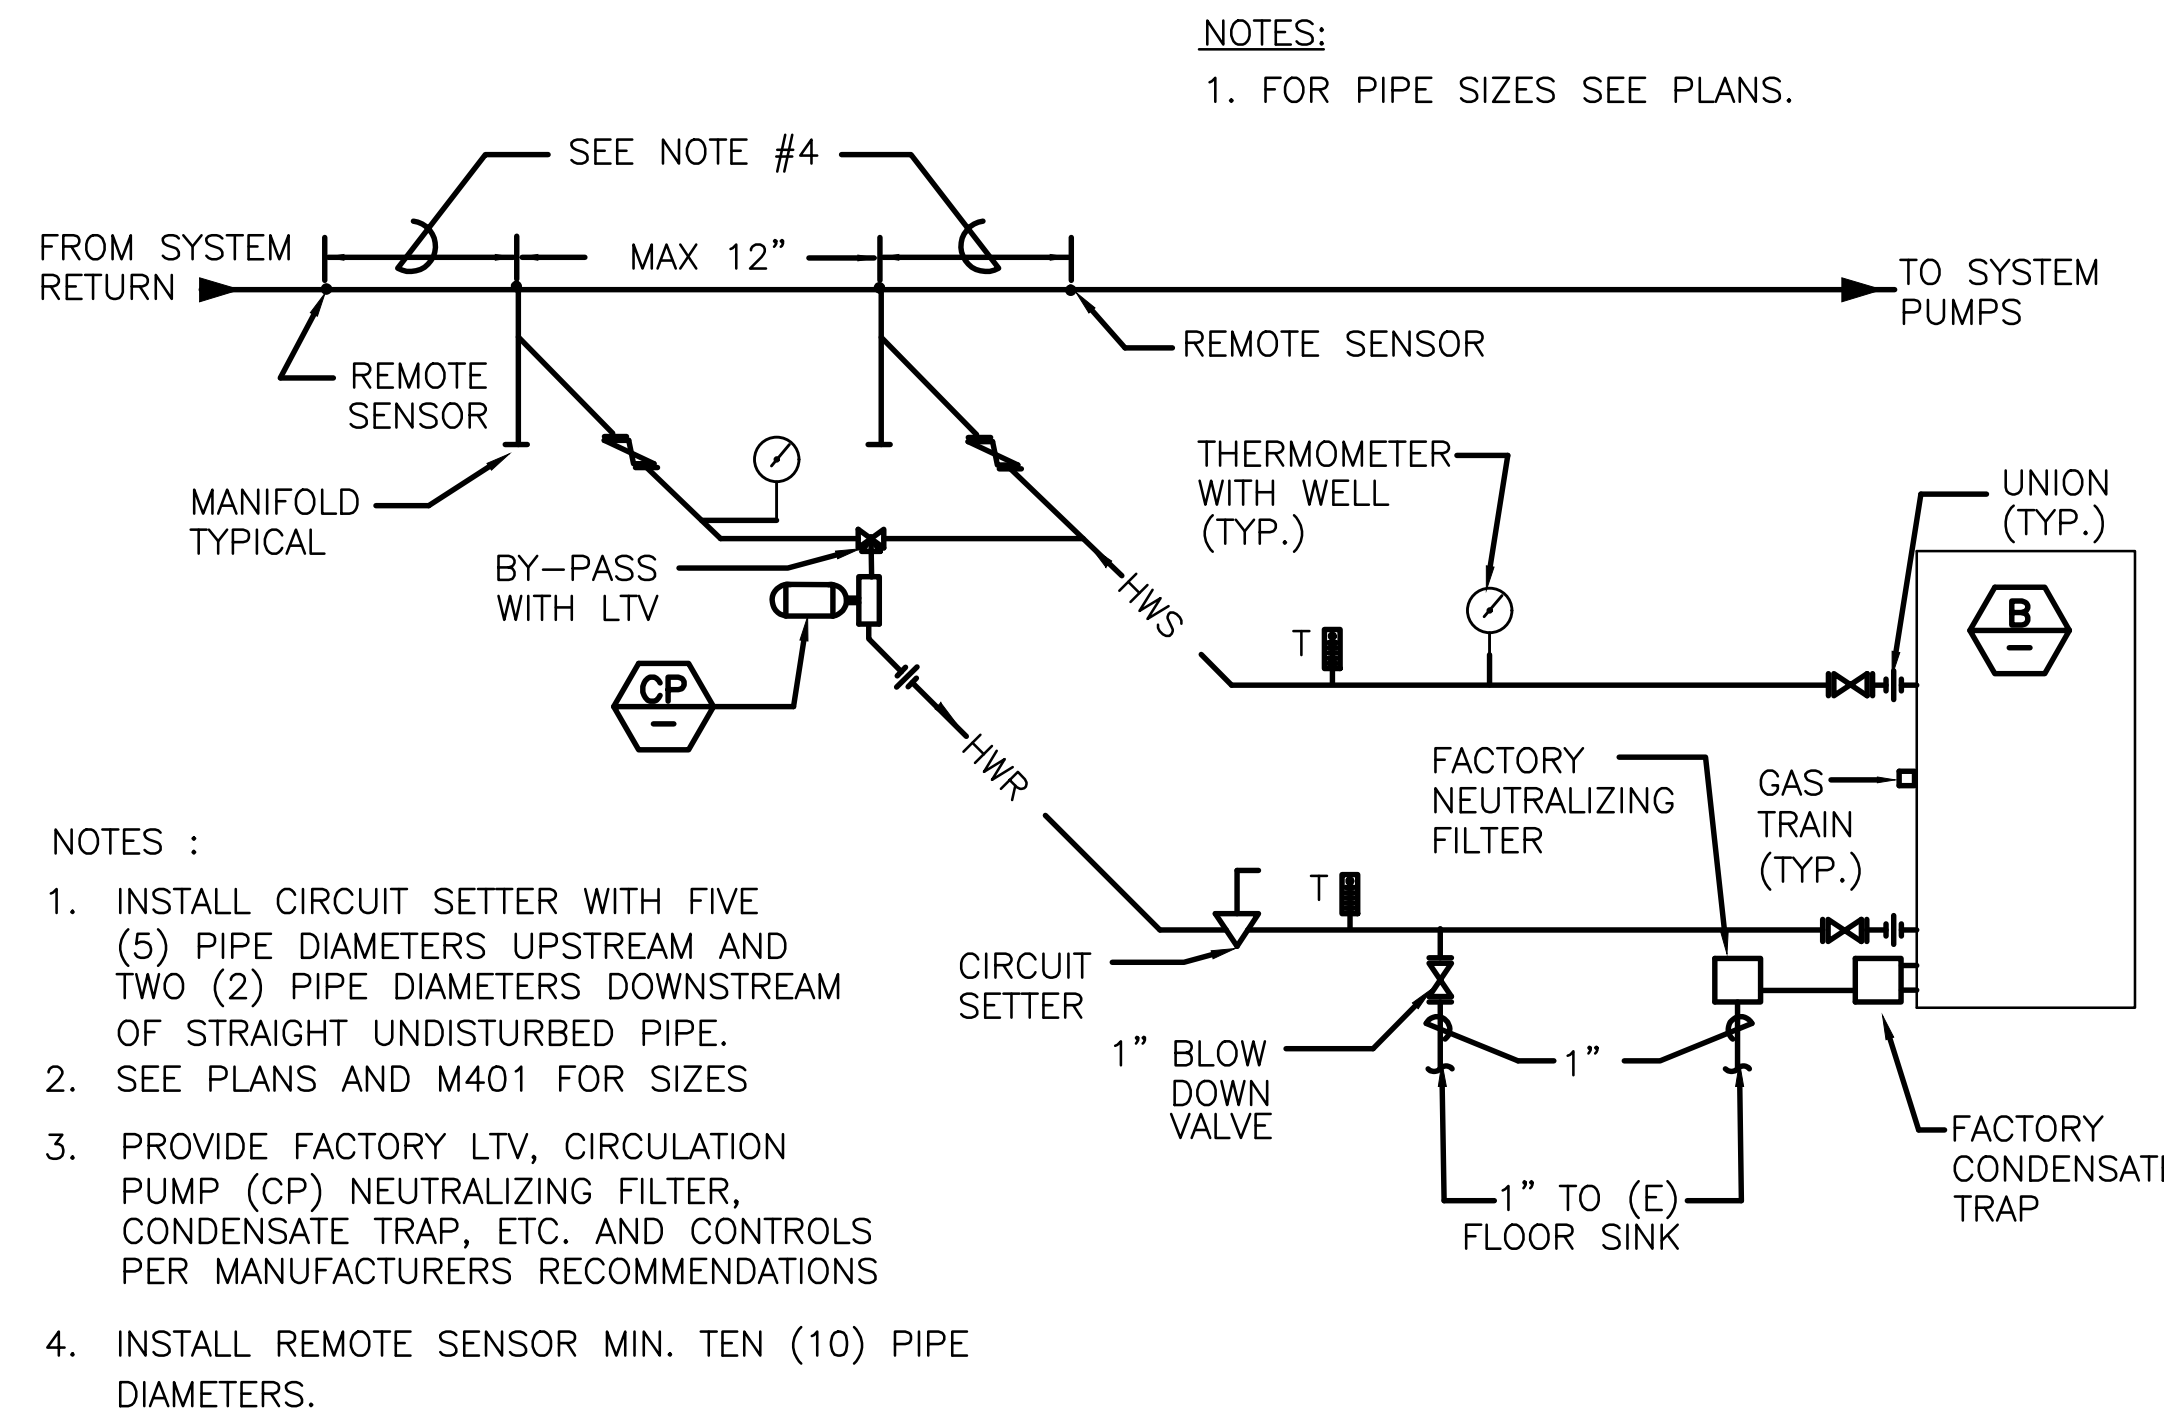 NOTES:
1. FOR PIPE SIZES SEE PLANS.
SEE NOTE #4
FROM SYSTEM
RETURN
MAX 12”
TO SYSTEM
PUMPS
REMOTE SENSOR
REMOTE
SENSOR
MANIFOLD
TYPICAL
THERMOMETER
WITH WELL
(TYP.)
UNION
(TYP.)
BY-PASS
WITH LTV
HWS
T
B
-
CP
-
HWR
FACTORY
NEUTRALIZING
FILTER
GAS
TRAIN
(TYP.)
T
CIRCUIT
SETTER
1” BLOW
DOWN
VALVE
1”
FACTORY
CONDENSAT
TRAP
1” TO (E)
FLOOR SINK
NOTES :
1. INSTALL CIRCUIT SETTER WITH FIVE
(5) PIPE DIAMETERS UPSTREAM AND
TWO (2) PIPE DIAMETERS DOWNSTREAM
OF STRAIGHT UNDISTURBED PIPE.
2. SEE PLANS AND M401 FOR SIZES
3. PROVIDE FACTORY LTV, CIRCULATION
PUMP (CP) NEUTRALIZING FILTER,
CONDENSATE TRAP, ETC. AND CONTROLS
PER MANUFACTURERS RECOMMENDATIONS
4. INSTALL REMOTE SENSOR MIN. TEN (10) PIPE
DIAMETERS.